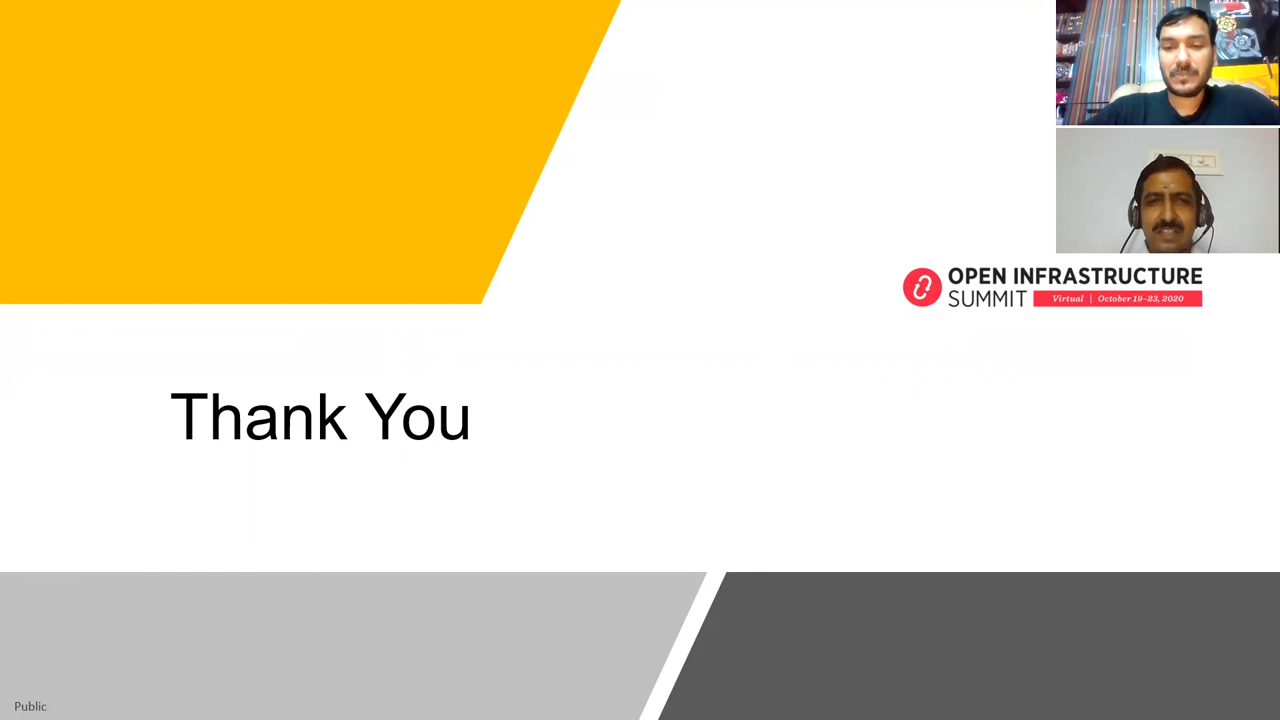 OPEN INFRASTRUCTURE
SUMMIT
Virtual | October 19–23, 2020
Thank You
Public